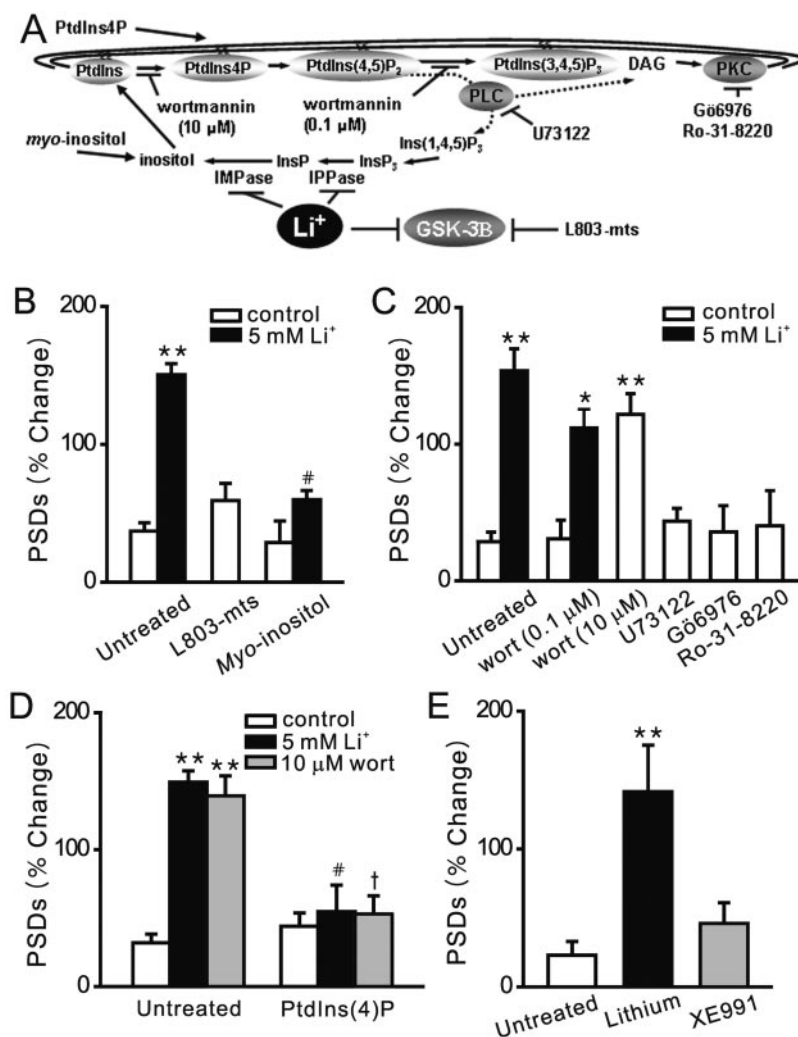 A
PtdIns4P
PtdIns PtdIns4P PtdIns(4,5)P₂ PtdIns(3,4,5)P₃ DAG PKC
wortmannin (10 μM)
wortmannin (0.1 μM)
PLC
Gö6976
Ro-31-8220
U73122
myo-inositol
inositol InsP InsP₃ Ins(1,4,5)P₃
IMPase IPPase
Li⁺ GSK-3B L803-mts
B
PSDs (% Change)
200
100
0
control
5 mM Li⁺
**
#
Untreated
L803-mts
Myo-inositol
C
PSDs (% Change)
200
100
0
control
5 mM Li⁺
**
*
**
Untreated
wort (0.1 μM)
wort (10 μM)
U73122
Gö6976
Ro-31-8220
D
PSDs (% Change)
200
100
0
control
5 mM Li⁺
10 μM wort
** **
# †
Untreated PtdIns(4)P
E
PSDs (% Change)
200
100
0
**
Untreated
Lithium
XE991